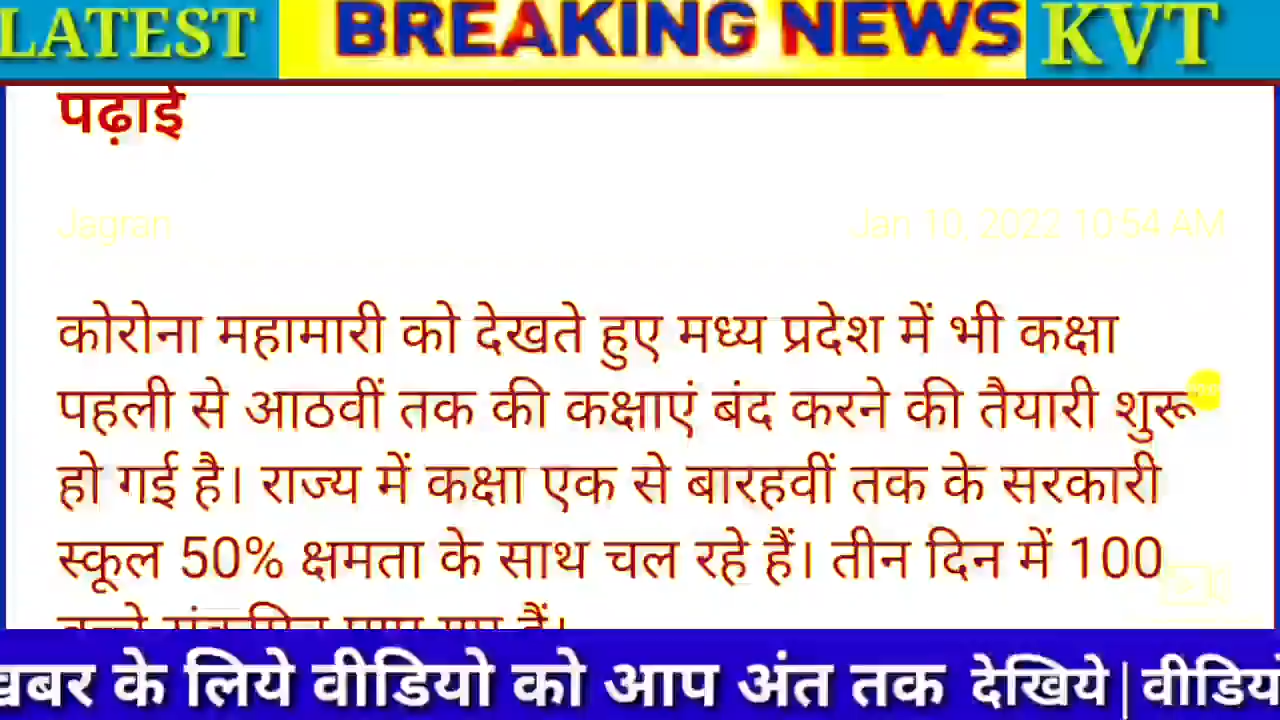 LATEST BREAKING NEWS KVT
पढ़ाई
Jagran Jan 10, 2022 10:54 AM
कोरोना महामारी को देखते हुए मध्य प्रदेश में भी कक्षा
पहली से आठवीं तक की कक्षाएं बंद करने की तैयारी शुरू
हो गई है। राज्य में कक्षा एक से बारहवीं तक के सरकारी
स्कूल 50% क्षमता के साथ चल रहे हैं। तीन दिन में 100
के लिये वीडियो को आप अंत तक देखिये |